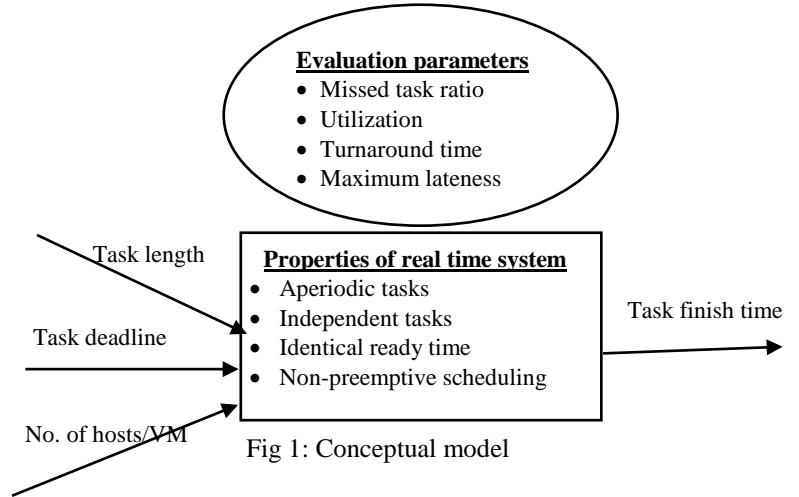 Evaluation parameters
• Missed task ratio
• Utilization
• Turnaround time
• Maximum lateness
Task length
Task deadline
No. of hosts/VM
Properties of real time system
• Aperiodic tasks
• Independent tasks
• Identical ready time
• Non-preemptive scheduling
Task finish time
Fig 1: Conceptual model